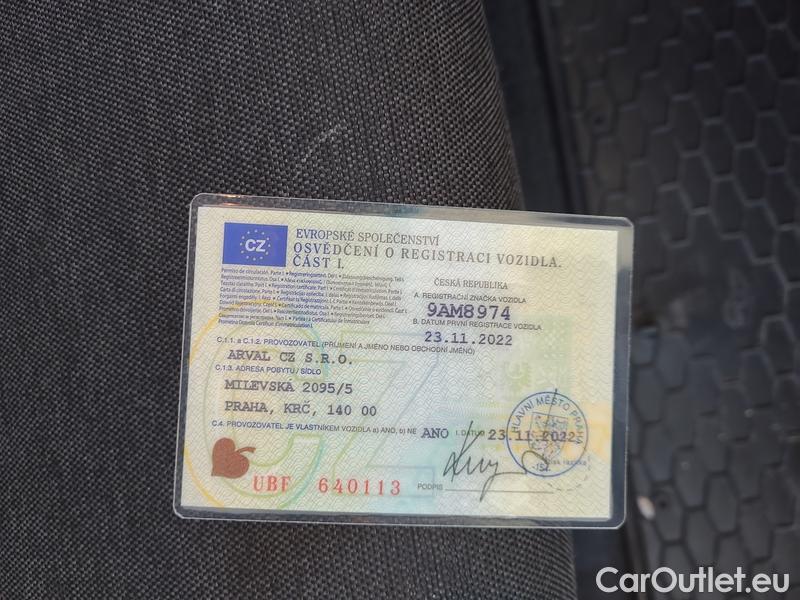 CZ
EVROPSKÉ SPOLEČENSTVÍ
OSVĚDČENÍ O REGISTRACI VOZIDLA.
ČÁST I.
ČESKÁ REPUBLIKA
A. REGISTRAČNÍ ZNAČKA VOZIDLA
9AM8974
B. DATUM PRVNÍ REGISTRACE VOZIDLA
23.11.2022
C.1.1. a C.1.2. PROVOZOVATEL (PŘÍJMENÍ A JMÉNO NEBO OBCHODNÍ JMÉNO)
ARVAL CZ S.R.O.
C.1.3. ADRESA POBYTU / SÍDLO
MILEVSKÁ 2095/5
PRAHA, KRČ, 140 00
C.4. PROVOZOVATEL JE VLASTNÍKEM VOZIDLA a) ANO, b) NE ANO I. DATUM 23.11.2022
HLAVNÍ MĚSTO PRAHA
-151-
UBF 640113
PODPIS
CarOutlet.eu